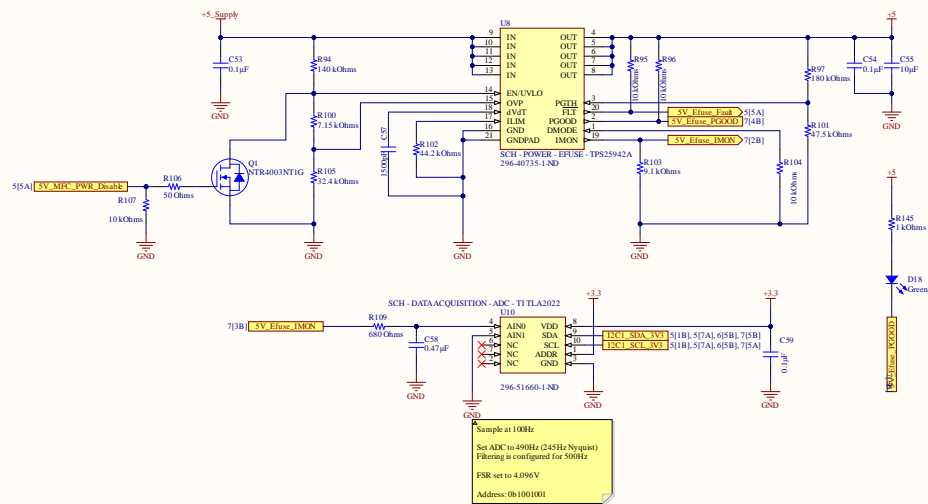 +5_Supply
C53
0.1µF
GND
R94
140 kOhms
R100
7.15 kOhms
R105
32.4 kOhms
GND
Q1
NTR4003NT1G
5[5A]
5V_MFC_PWR_Disable
R106
50 Ohms
R107
10 kOhms
GND
C57
1500pF
R102
44.2 kOhms
GND
U8
9 IN OUT 4
10 IN OUT 5
11 IN OUT 6
12 IN OUT 7
13 IN OUT 8
14 EN/UVLO
15 OVP PGTH 3
18 dVdT FLT 20
17 ILIM PGOOD 2
16 GND DMODE 1
21 GNDPAD IMON 19
SCH - POWER - EFUSE - TPS25942A
296-40735-1-ND
R95
10 kOhms
R96
10 kOhms
5V_Efuse_Fault 5[5A]
5V_Efuse_PGOOD 7[4B]
5V_Efuse_IMON 7[2B]
R103
9.1 kOhms
R104
10 kOhms
GND
R97
180 kOhms
R101
47.5 kOhms
+5
C54
0.1µF
C55
10µF
GND
+5
R145
1 kOhms
D18
Green
5V_Efuse_PGOOD
SCH - DATA ACQUISITION - ADC - TI TLA2022
7[3B] 5V_Efuse_IMON
R109
680 Ohms
C58
0.47µF
GND
U10
4 AIN0 VDD 8
5 AIN1 SDA 9
6 NC SCL 10
7 NC ADDR 1
2 NC GND 3
296-51660-1-ND
GND
+3.3
12C1_SDA_3V3 5[1B], 5[7A], 6[5B], 7[5B]
12C1_SCL_3V3 5[1B], 5[7A], 6[5B], 7[5A]
GND
+3.3
C59
0.1µF
GND
Sample at 100Hz
Set ADC to 490Hz (245Hz Nyquist)
Filtering is configured for 500Hz
FSR set to 4.096V
Address: 0b1001001